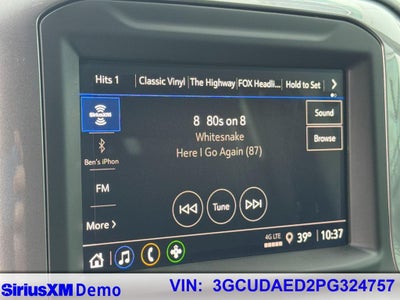 Hits 1 Classic Vinyl The Highway FOX Headli... Hold to Set
SiriusXM
8 80s on 8
Whitesnake
Here I Go Again (87)
Sound
Browse
Ben's iPhon
FM
Tune
More
4G LTE
39°
10:37
SiriusXM Demo VIN: 3GCUDAED2PG324757